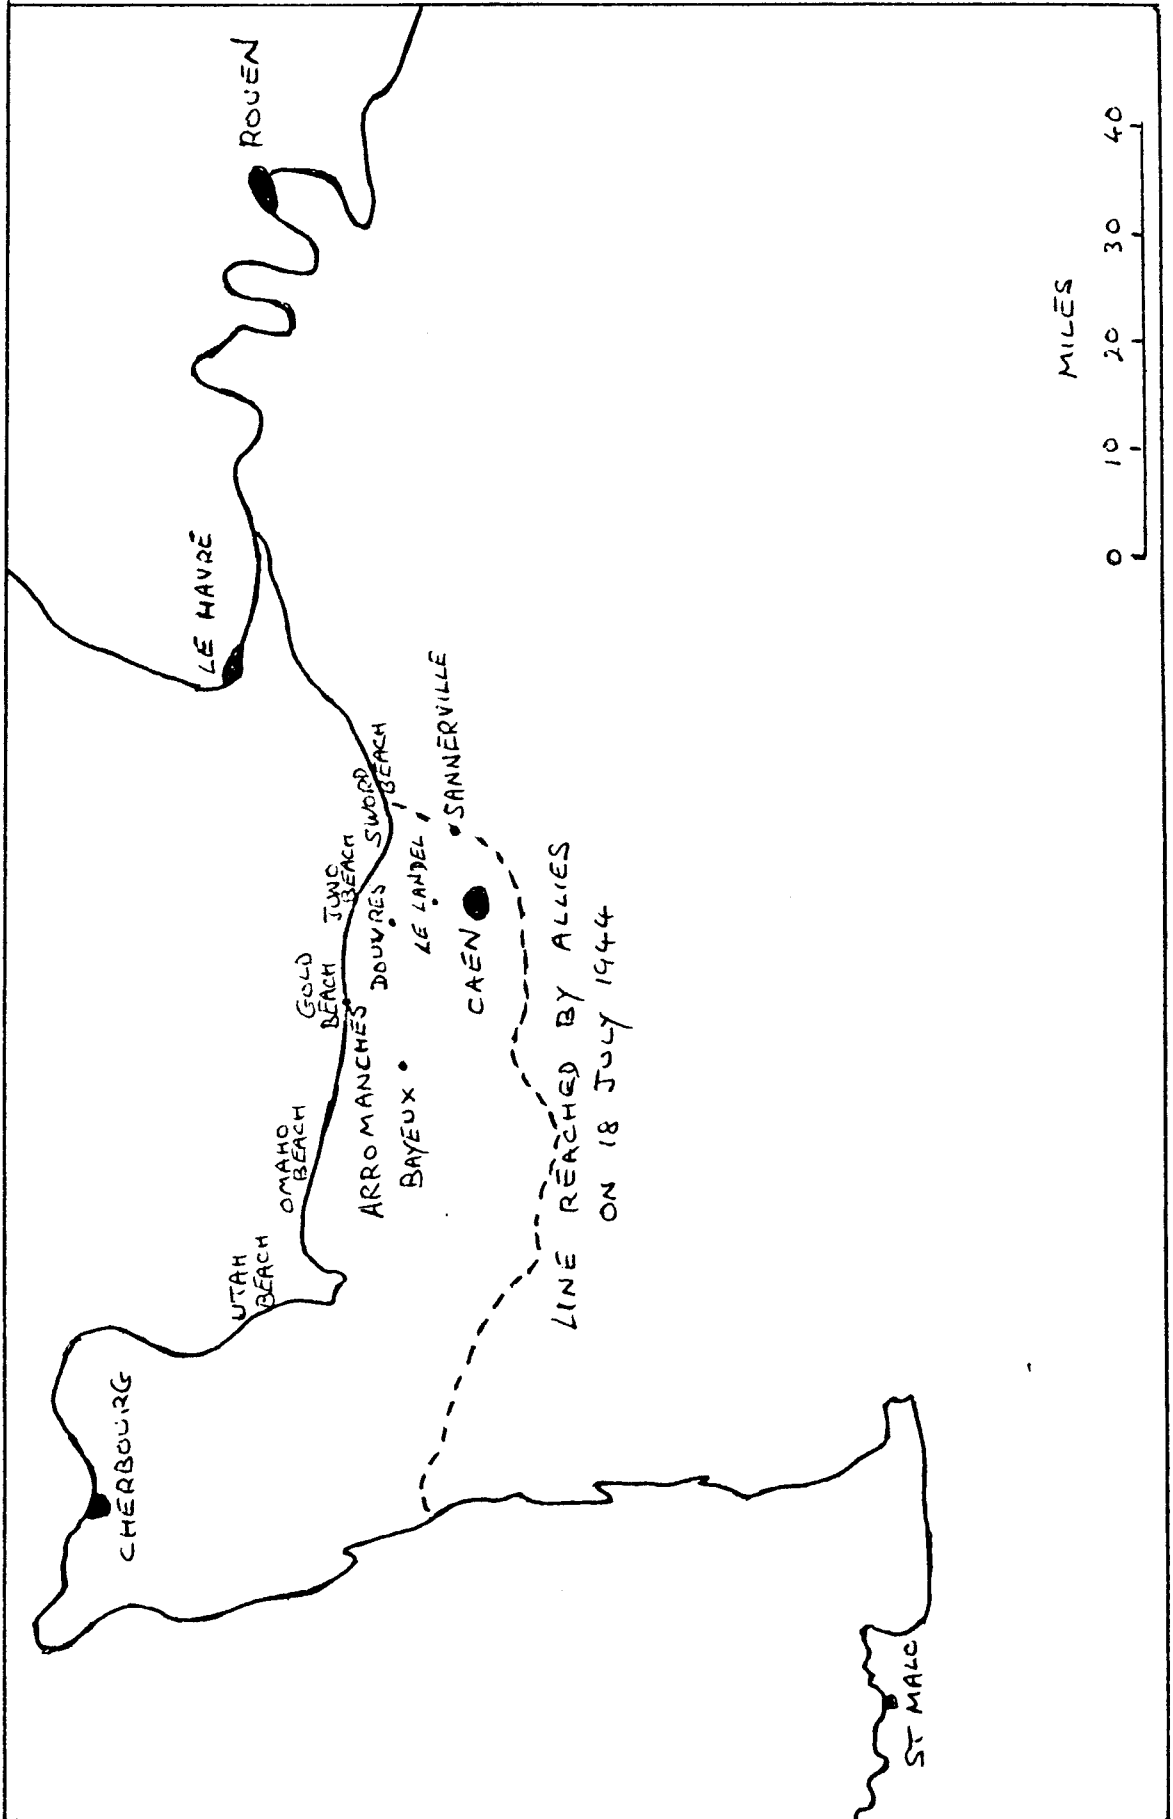 CHERBOURG
UTAH
BEACH
OMAHO
BEACH
GOLD
BEACH
JUNO
BEACH
SWORD
BEACH
LE HAVRE
ROUEN
ARROMANCHES
BAYEUX
DOUVRES
LE LANDEL
CAEN
SANNERVILLE
LINE REACHED BY ALLIES
ON 18 JULY 1944
ST MALO
MILES
0 10 20 30 40